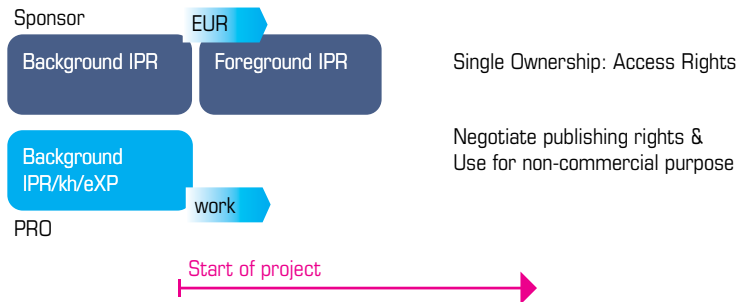 Sponsor
EUR
Background IPR
Foreground IPR
Single Ownership: Access Rights
Background
IPR/kh/eXP
Negotiate publishing rights &
Use for non-commercial purpose
work
PRO
Start of project